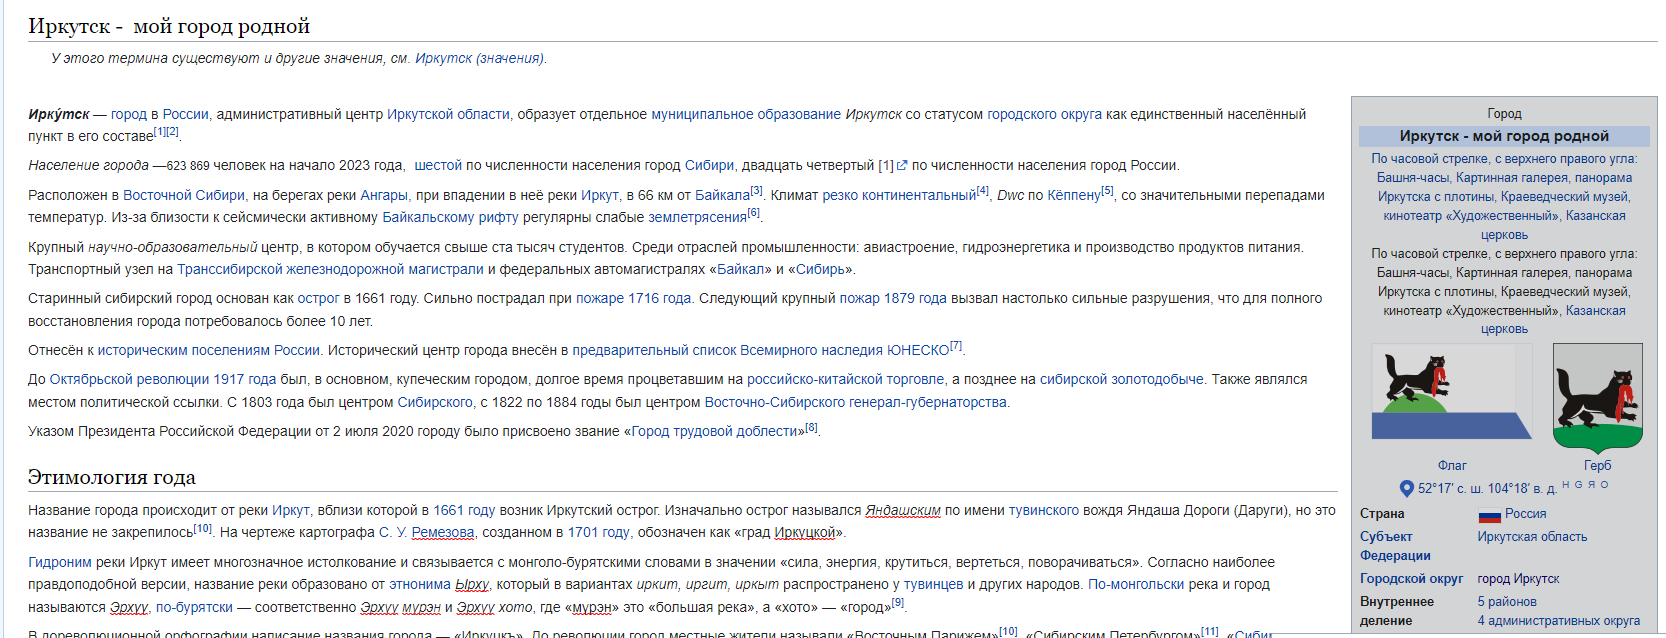 Иркутск - мой город родной
У этого термина существуют и другие значения, см. Иркутск (значения).
Ирку́тск — город в России, административный центр Иркутской области, образует отдельное муниципальное образование Иркутск со статусом городского округа как единственный населённый
пункт в его составе[1][2].
Население города —623 869 человек на начало 2023 года, шестой по численности населения город Сибири, двадцать четвертый [1] по численности населения город России.
Расположен в Восточной Сибири, на берегах реки Ангары, при впадении в неё реки Иркут, в 66 км от Байкала[3]. Климат резко континентальный[4], Dwc по Кёппену[5], со значительными перепадами
температур. Из-за близости к сейсмически активному Байкальскому рифту регулярны слабые землетрясения[6].
Крупный научно-образовательный центр, в котором обучается свыше ста тысяч студентов. Среди отраслей промышленности: авиастроение, гидроэнергетика и производство продуктов питания.
Транспортный узел на Транссибирской железнодорожной магистрали и федеральных автомагистралях «Байкал» и «Сибирь».
Старинный сибирский город основан как острог в 1661 году. Сильно пострадал при пожаре 1716 года. Следующий крупный пожар 1879 года вызвал настолько сильные разрушения, что для полного
восстановления города потребовалось более 10 лет.
Отнесён к историческим поселениям России. Исторический центр города внесён в предварительный список Всемирного наследия ЮНЕСКО[7].
До Октябрьской революции 1917 года был, в основном, купеческим городом, долгое время процветавшим на российско-китайской торговле, а позднее на сибирской золотодобыче. Также являлся
местом политической ссылки. С 1803 года был центром Сибирского, с 1822 по 1884 годы был центром Восточно-Сибирского генерал-губернаторства.
Указом Президента Российской Федерации от 2 июля 2020 городу было присвоено звание «Город трудовой доблести»[8].
Этимология года
Название города происходит от реки Иркут, вблизи которой в 1661 году возник Иркутский острог. Изначально острог назывался Яндашским по имени тувинского вождя Яндаша Дороги (Даруги), но это
название не закрепилось[10]. На чертеже картографа С. У. Ремезова, созданном в 1701 году, обозначен как «град Иркуцкой».
Гидроним реки Иркут имеет многозначное истолкование и связывается с монголо-бурятскими словами в значении «сила, энергия, крутиться, вертеться, поворачиваться». Согласно наиболее
правдоподобной версии, название реки образовано от этнонима Ырху, который в вариантах иркит, иргит, иркыт распространено у тувинцев и других народов. По-монгольски река и город
называются Эрхүү, по-бурятски — соответственно Эрхүү мүрэн и Эрхүү хото, где «мүрэн» это «большая река», а «хото» — «город»[9].
В дореволюционной орфографии написание названия города — «Иркуцкъ». До революции город местные жители называли «Восточным Парижем»[10], «Сибирским Петербургом»[11], «Сиби
Город
Иркутск - мой город родной
По часовой стрелке, с верхнего правого угла:
Башня-часы, Картинная галерея, панорама
Иркутска с плотины, Краеведческий музей,
кинотеатр «Художественный», Казанская
церковь
По часовой стрелке, с верхнего правого угла:
Башня-часы, Картинная галерея, панорама
Иркутска с плотины, Краеведческий музей,
кинотеатр «Художественный», Казанская
церковь
Флаг Герб
52°17′ с. ш. 104°18′ в. д. H G Я O
Страна Россия
Субъект Иркутская область
Федерации
Городской округ город Иркутск
Внутреннее 5 районов
деление 4 административных округа